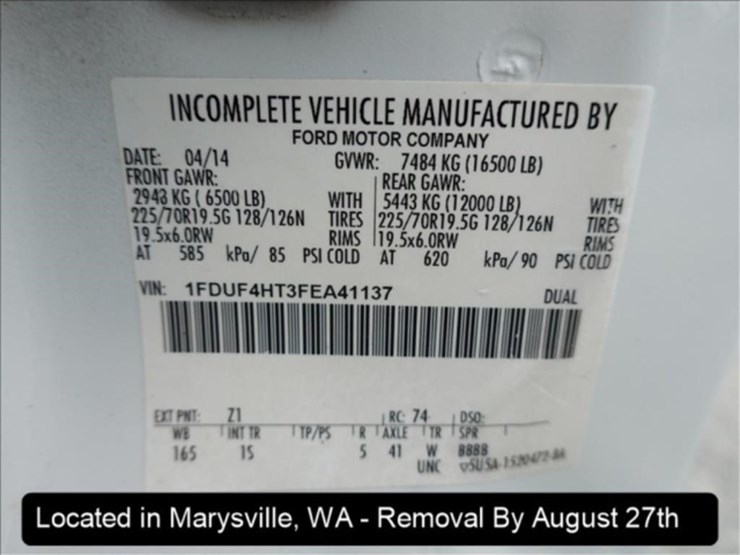 INCOMPLETE VEHICLE MANUFACTURED BY
FORD MOTOR COMPANY
DATE: 04/14 GVWR: 7484 KG (16500 LB)
FRONT GAWR: REAR GAWR:
2943 KG ( 6500 LB) WITH 5443 KG (12000 LB) WITH
225/70R19.5G 128/126N TIRES 225/70R19.5G 128/126N TIRES
19.5x6.0RW RIMS 19.5x6.0RW RIMS
AT 585 kPa/ 85 PSI COLD AT 620 kPa/ 90 PSI COLD
VIN: 1FDUF4HT3FEA41137 DUAL
EXT PNT: Z1 RC: 74 DSO:
WB INT TR TP/PS R AXLE TR SPR
165 IS 5 41 W BBBB
UNC
Located in Marysville, WA - Removal By August 27th